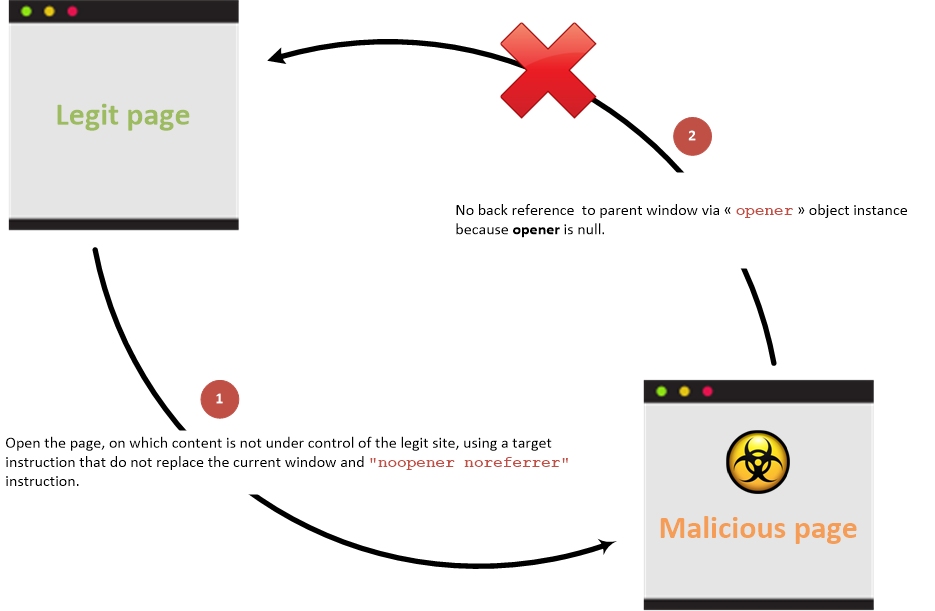 Legit page
2
No back reference  to parent window via « opener » object instance
because opener is null.
1
Open the page, on which content is not under control of the legit site, using a target
instruction that do not replace the current window and "noopener noreferrer"
instruction.
Malicious page